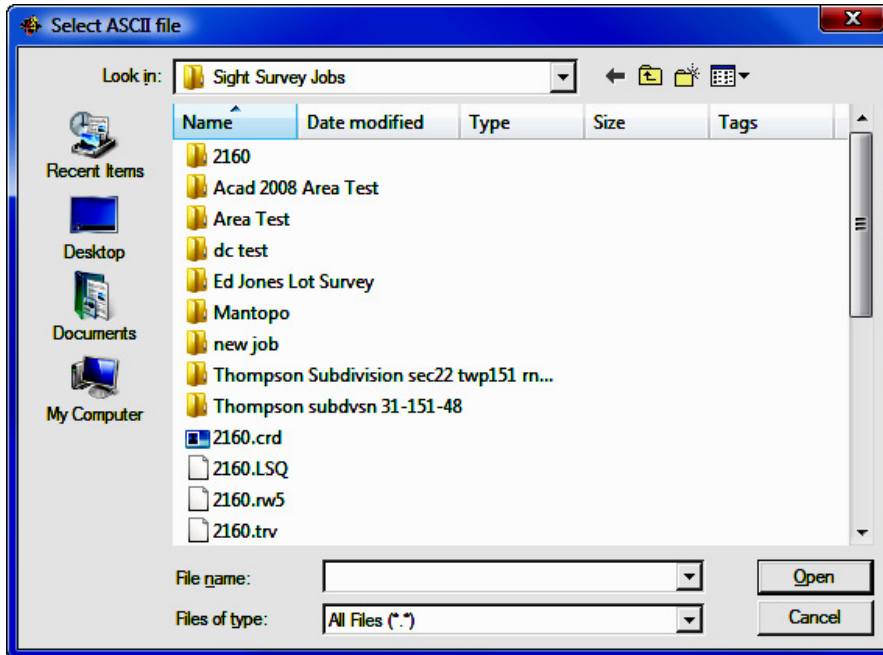 Select ASCII file
Look in: Sight Survey Jobs
Name Date modified Type Size Tags
Recent Items
Desktop
Documents
My Computer
2160
Acad 2008 Area Test
Area Test
dc test
Ed Jones Lot Survey
Mantopo
new job
Thompson Subdivision sec22 twp151 rn...
Thompson subdvsn 31-151-48
2160.crd
2160.LSQ
2160.rw5
2160.trv
File name: Open
Files of type: All Files (*.*) Cancel